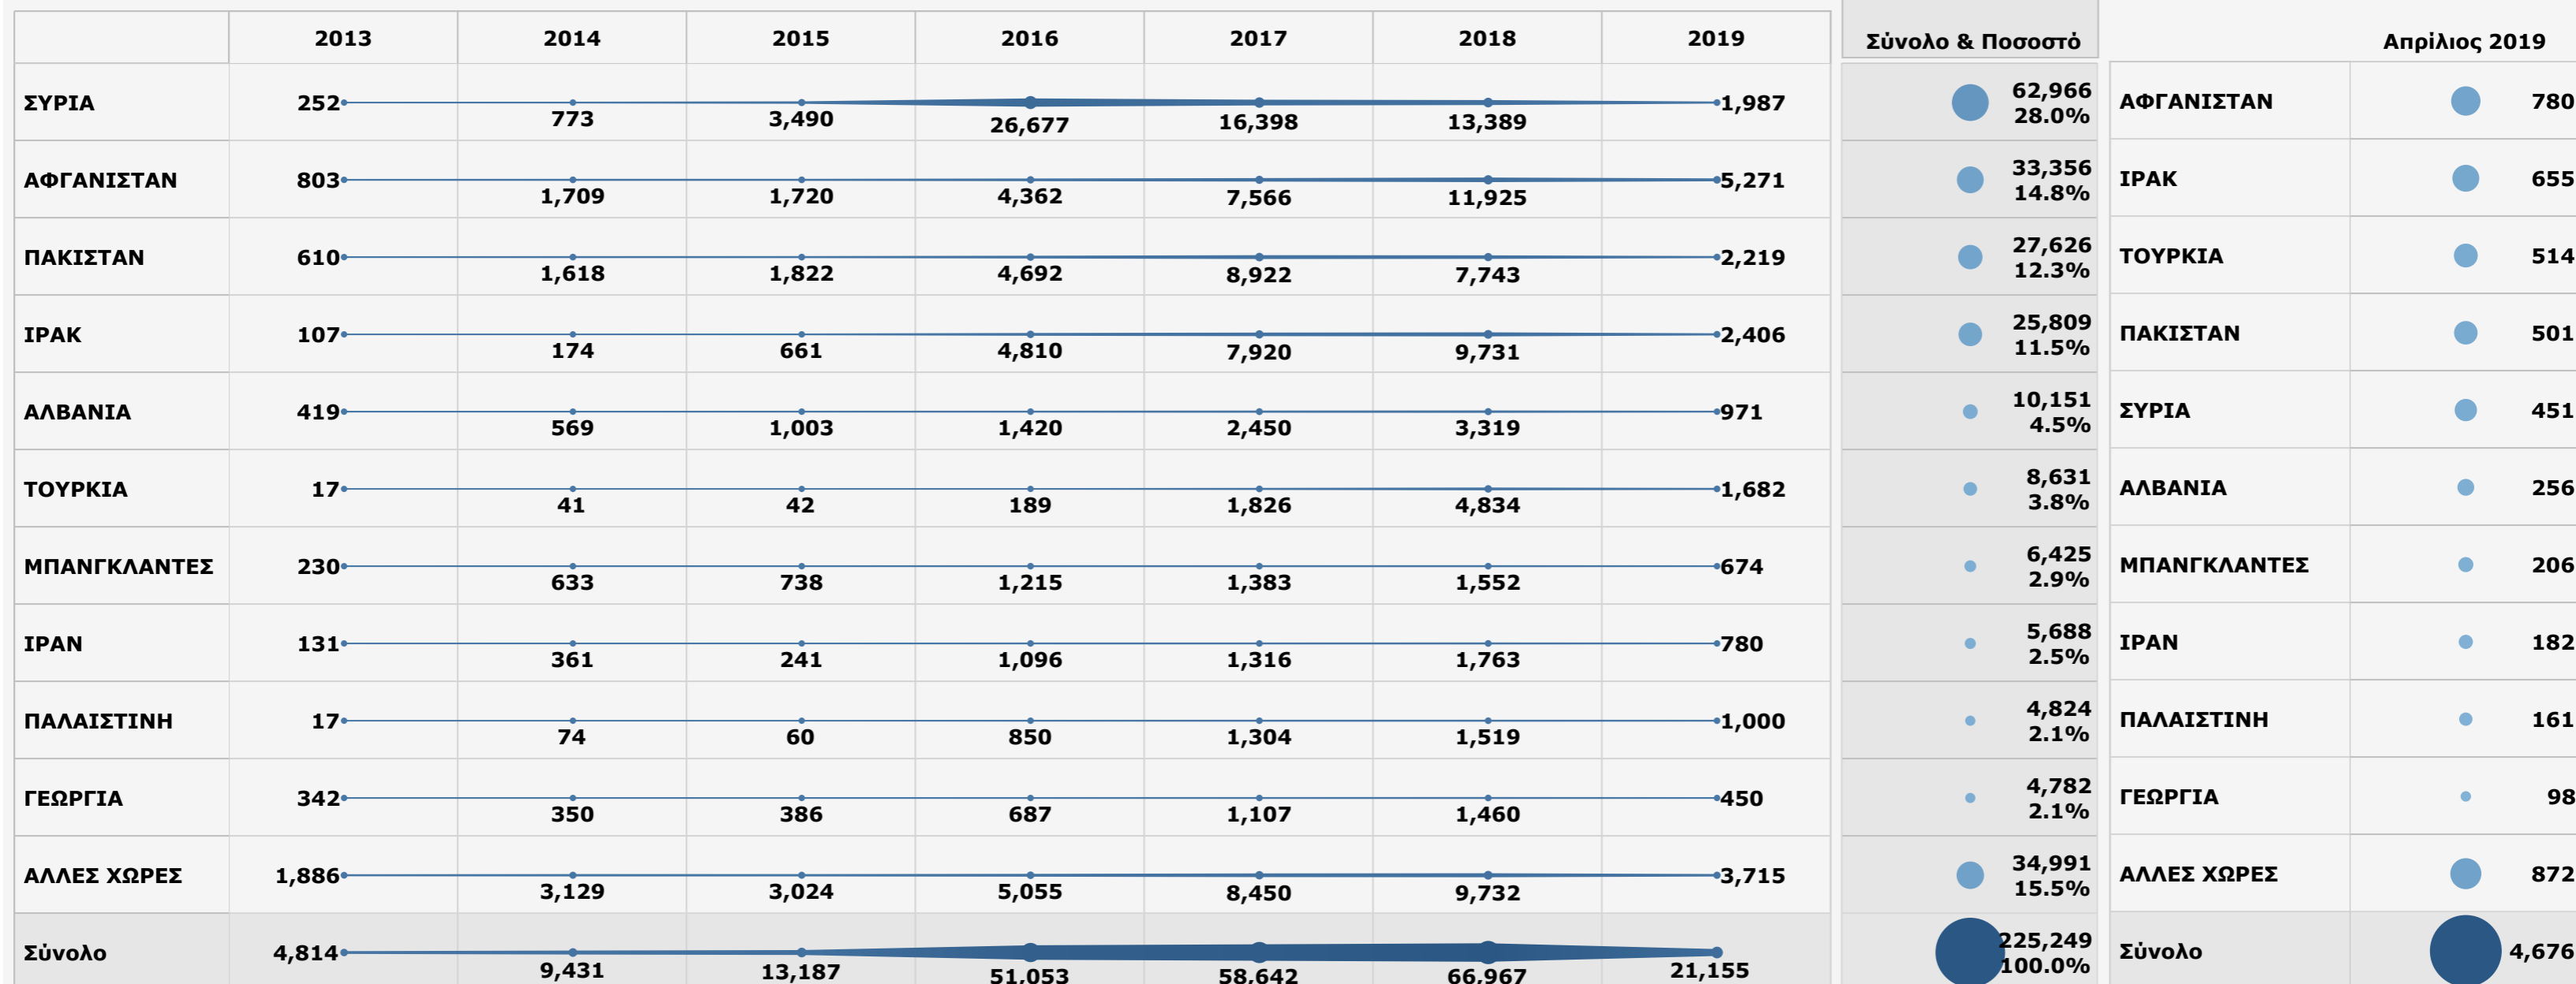 2013 2014 2015 2016 2017 2018 2019 Σύνολο & Ποσοστό Απρίλιος 2019
ΣΥΡΙΑ 252 773 3,490 26,677 16,398 13,389 1,987 62,966 28.0%
ΑΦΓΑΝΙΣΤΑΝ 803 1,709 1,720 4,362 7,566 11,925 5,271 33,356 14.8%
ΠΑΚΙΣΤΑΝ 610 1,618 1,822 4,692 8,922 7,743 2,219 27,626 12.3%
ΙΡΑΚ 107 174 661 4,810 7,920 9,731 2,406 25,809 11.5%
ΑΛΒΑΝΙΑ 419 569 1,003 1,420 2,450 3,319 971 10,151 4.5%
ΤΟΥΡΚΙΑ 17 41 42 189 1,826 4,834 1,682 8,631 3.8%
ΜΠΑΝΓΚΛΑΝΤΕΣ 230 633 738 1,215 1,383 1,552 674 6,425 2.9%
ΙΡΑΝ 131 361 241 1,096 1,316 1,763 780 5,688 2.5%
ΠΑΛΑΙΣΤΙΝΗ 17 74 60 850 1,304 1,519 1,000 4,824 2.1%
ΓΕΩΡΓΙΑ 342 350 386 687 1,107 1,460 450 4,782 2.1%
ΑΛΛΕΣ ΧΩΡΕΣ 1,886 3,129 3,024 5,055 8,450 9,732 3,715 34,991 15.5%
Σύνολο 4,814 9,431 13,187 51,053 58,642 66,967 21,155 225,249 100.0%
ΑΦΓΑΝΙΣΤΑΝ 780
ΙΡΑΚ 655
ΤΟΥΡΚΙΑ 514
ΠΑΚΙΣΤΑΝ 501
ΣΥΡΙΑ 451
ΑΛΒΑΝΙΑ 256
ΜΠΑΝΓΚΛΑΝΤΕΣ 206
ΙΡΑΝ 182
ΠΑΛΑΙΣΤΙΝΗ 161
ΓΕΩΡΓΙΑ 98
ΑΛΛΕΣ ΧΩΡΕΣ 872
Σύνολο 4,676